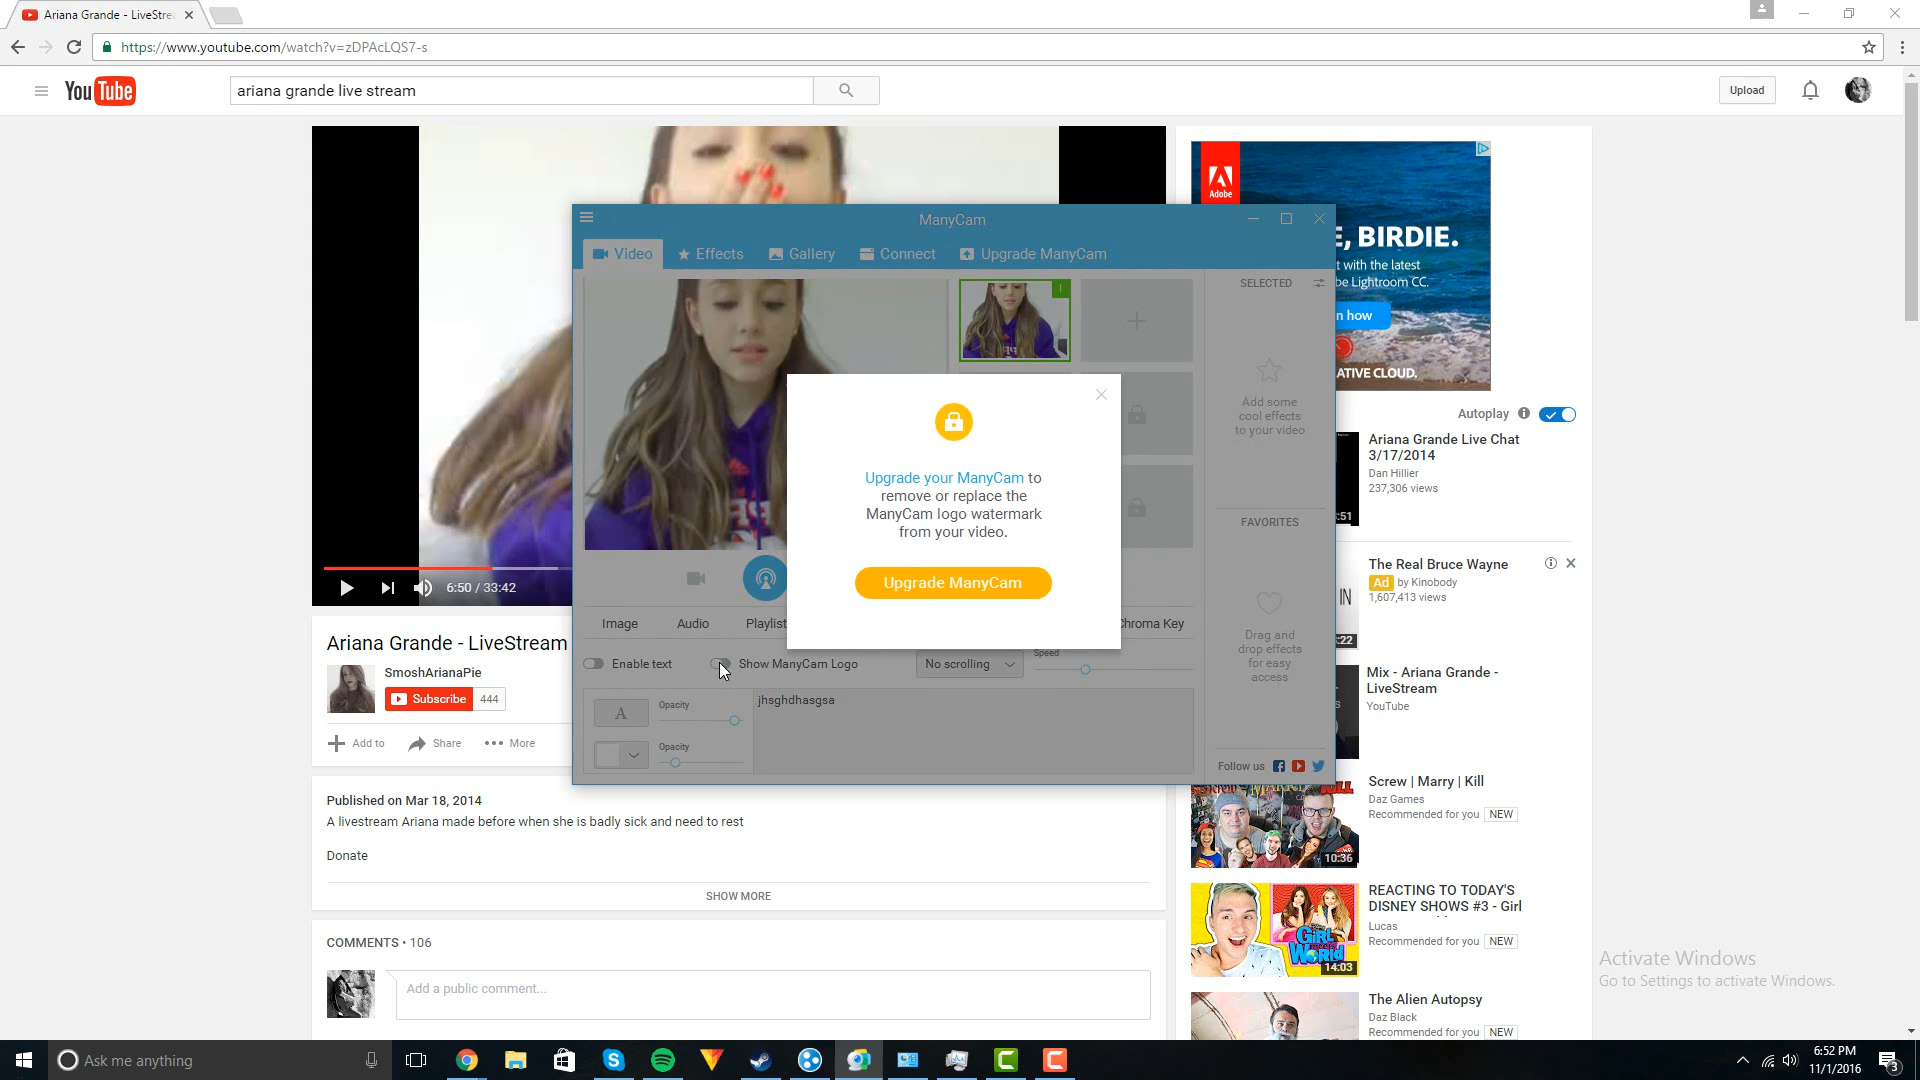 Ariana Grande - LiveStre
https://www.youtube.com/watch?v=zDPAcLQS7-s
YouTube
ariana grande live stream
Upload
ManyCam
Video
Effects
Gallery
Connect
Upgrade ManyCam
SELECTED
Add some
cool effects
to your video
FAVORITES
Drag and
drop effects
for easy
access
Follow us
Upgrade your ManyCam to
remove or replace the
ManyCam logo watermark
from your video.
Upgrade ManyCam
Image
Audio
Playlist
Chroma Key
Enable text
Show ManyCam Logo
No scrolling
Speed
A
Opacity
Opacity
jhsghdhasgsa
6:50 / 33:42
Ariana Grande - LiveStream
SmoshArianaPie
Subscribe
444
Add to
Share
More
Published on Mar 18, 2014
A livestream Ariana made before when she is badly sick and need to rest
Donate
SHOW MORE
COMMENTS • 106
Add a public comment...
Adobe
E, BIRDIE.
t with the latest
be Lightroom CC.
n how
ATIVE CLOUD.
Autoplay
:51
Ariana Grande Live Chat
3/17/2014
Dan Hillier
237,306 views
IN
:22
The Real Bruce Wayne
Ad by Kinobody
1,607,413 views
Mix - Ariana Grande -
LiveStream
YouTube
10:36
Screw | Marry | Kill
Daz Games
Recommended for you NEW
GIRL
MEETS
WORLD
14:03
REACTING TO TODAY'S
DISNEY SHOWS #3 - Girl
Lucas
Recommended for you NEW
The Alien Autopsy
Daz Black
Recommended for you NEW
Activate Windows
Go to Settings to activate Windows.
Ask me anything
6:52 PM
11/1/2016
3